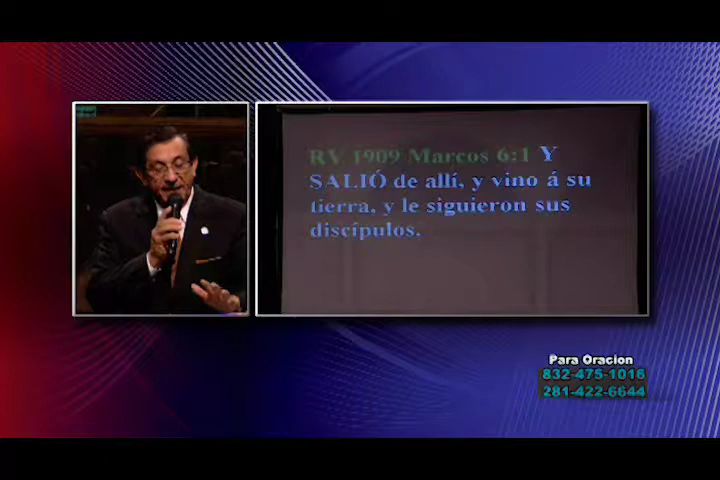 RV 1909 Marcos 6:1 Y
SALIÓ de allí, y vino á su
tierra, y le siguieron sus
discípulos.
Para Oracion
832-475-1016
281-422-6644